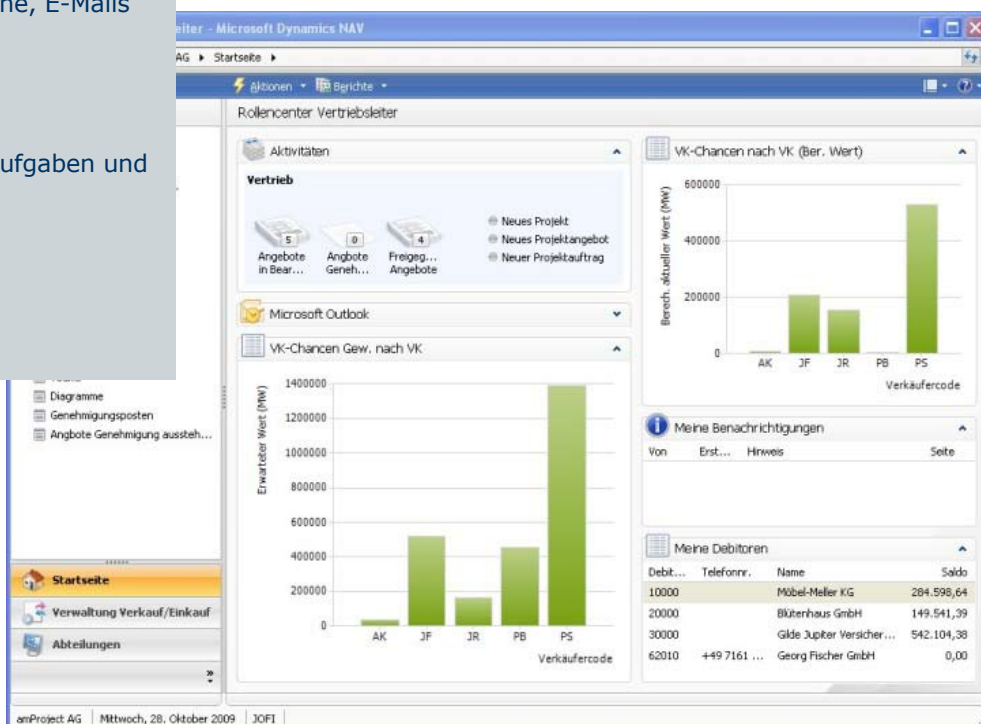 ne, E-Mails
ufgaben und
eiter - Microsoft Dynamics NAV
AG ▸ Startseite ▸
Aktionen Berichte
Rollencenter Vertriebsleiter
Aktivitäten
Vertrieb
5 0 4
Angebote in Bear...
Angbote Geneh...
Freigeg... Angebote
Neues Projekt
Neues Projektangebot
Neuer Projektauftrag
Microsoft Outlook
VK-Chancen Gew. nach VK
Erwarteter Wert (MW)
1400000
1200000
1000000
800000
600000
400000
200000
0
AK JF JR PB PS
Verkäufercode
VK-Chancen nach VK (Ber. Wert)
Berech. aktueller Wert (MW)
600000
400000
200000
0
AK JF JR PB PS
Verkäufercode
Meine Benachrichtigungen
Von Erst... Hinweis Seite
Meine Debitoren
Debit... Telefonnr. Name Saldo
10000 Möbel-Meller KG 284.598,64
20000 Blütenhaus GmbH 149.541,39
30000 Gilde Jupiter Versicher... 542.104,38
62010 +49 7161 ... Georg Fischer GmbH 0,00
Diagramme
Genehmigungsposten
Angbote Genehmigung aussteh...
Startseite
Verwaltung Verkauf/Einkauf
Abteilungen
amProject AG Mittwoch, 28. Oktober 2009 JOFI